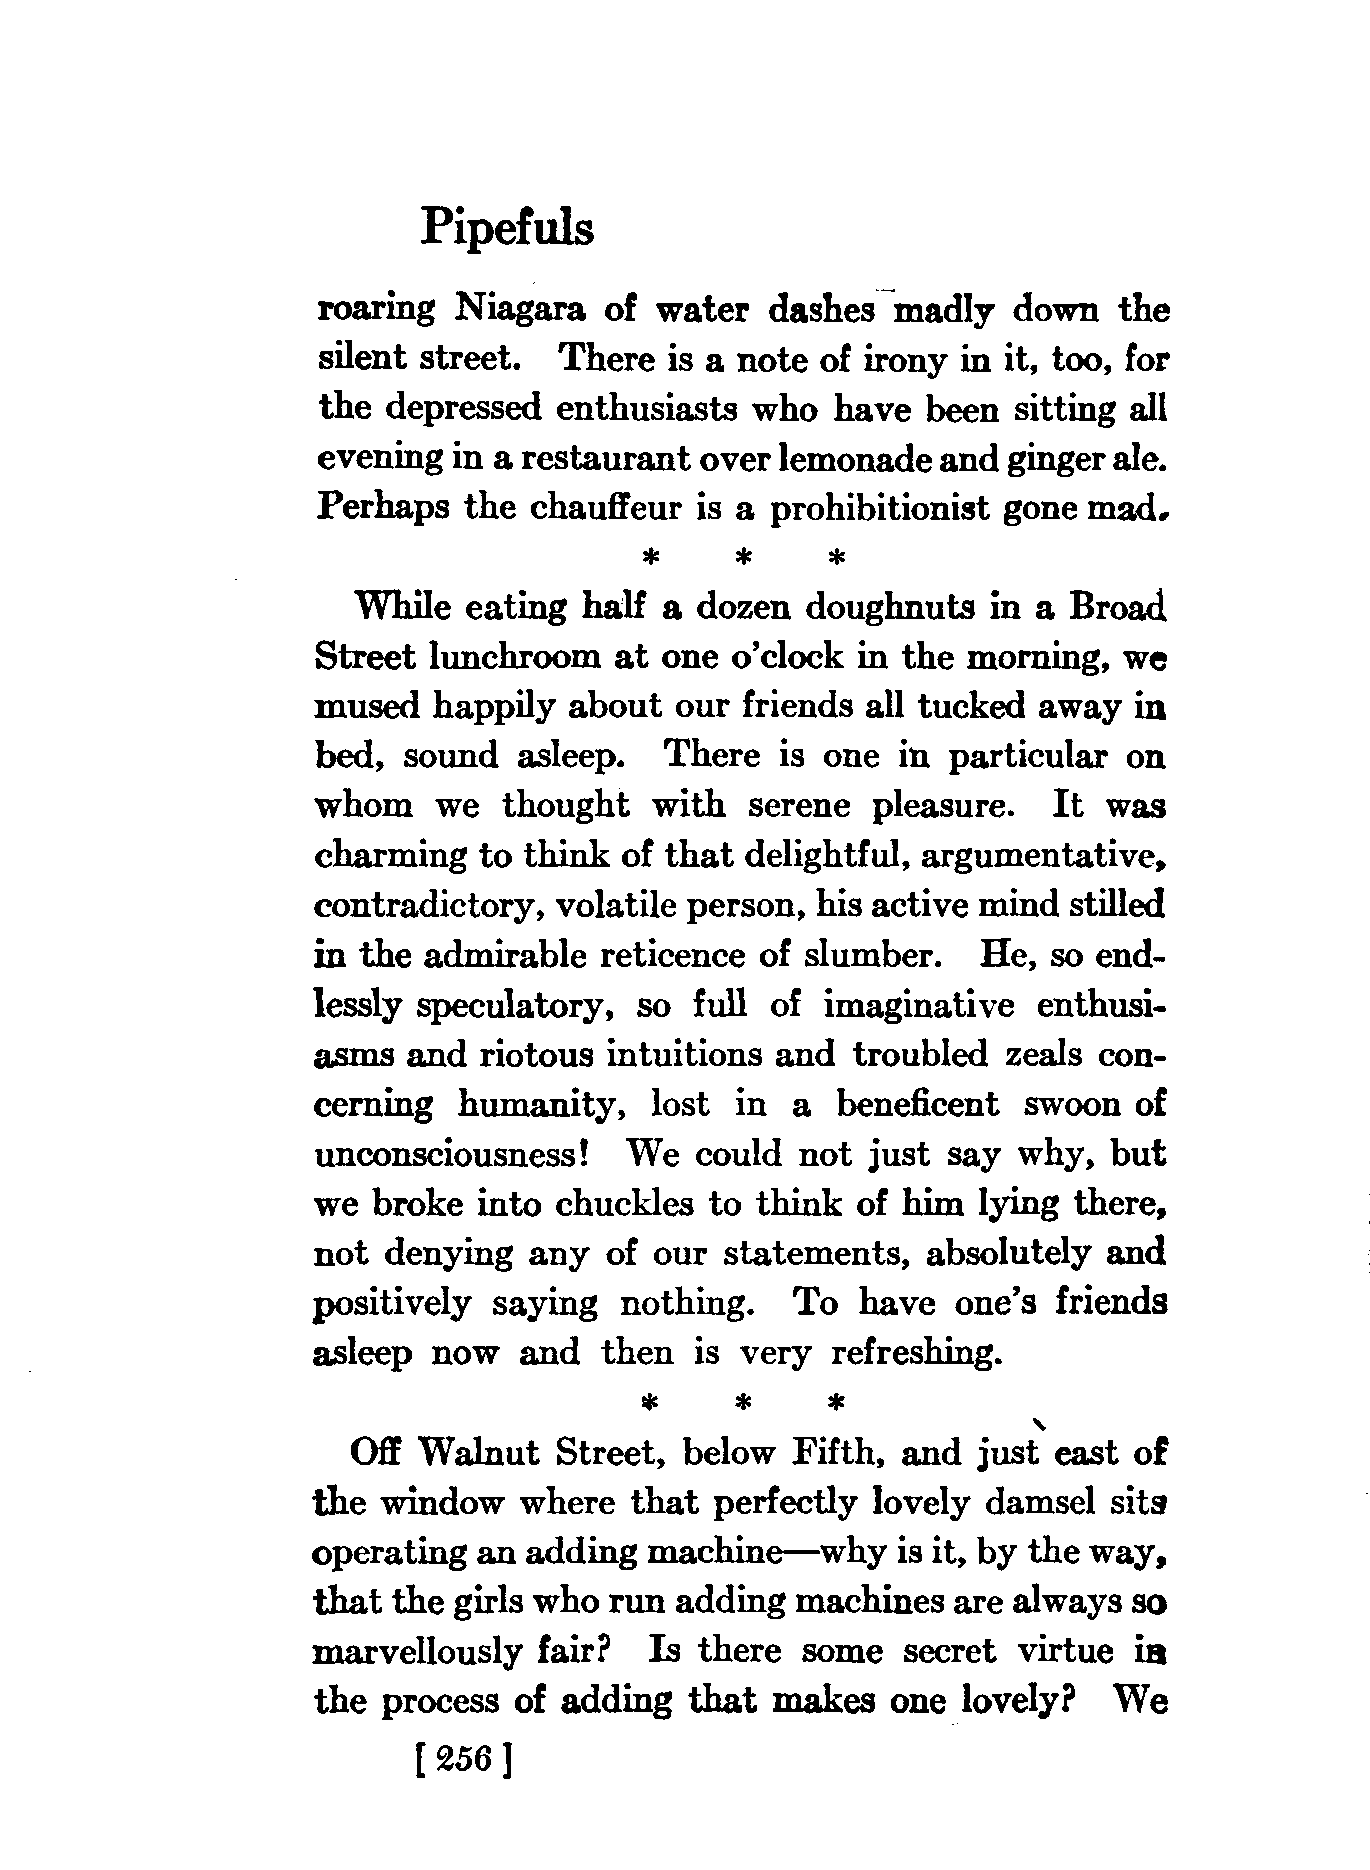 Pipefuls
roaring Niagara of water dashes madly down the
silent street. There is a note of irony in it, too, for
the depressed enthusiasts who have been sitting all
evening in a restaurant over lemonade and ginger ale.
Perhaps the chauffeur is a prohibitionist gone mad.
* * *
While eating half a dozen doughnuts in a Broad
Street lunchroom at one o'clock in the morning, we
mused happily about our friends all tucked away in
bed, sound asleep. There is one in particular on
whom we thought with serene pleasure. It was
charming to think of that delightful, argumentative,
contradictory, volatile person, his active mind stilled
in the admirable reticence of slumber. He, so end-
lessly speculatory, so full of imaginative enthusi-
asms and riotous intuitions and troubled zeals con-
cerning humanity, lost in a beneficent swoon of
unconsciousness! We could not just say why, but
we broke into chuckles to think of him lying there,
not denying any of our statements, absolutely and
positively saying nothing. To have one's friends
asleep now and then is very refreshing.
* * *
Off Walnut Street, below Fifth, and just east of
the window where that perfectly lovely damsel sits
operating an adding machine—why is it, by the way,
that the girls who run adding machines are always so
marvellously fair? Is there some secret virtue in
the process of adding that makes one lovely? We
[ 256 ]